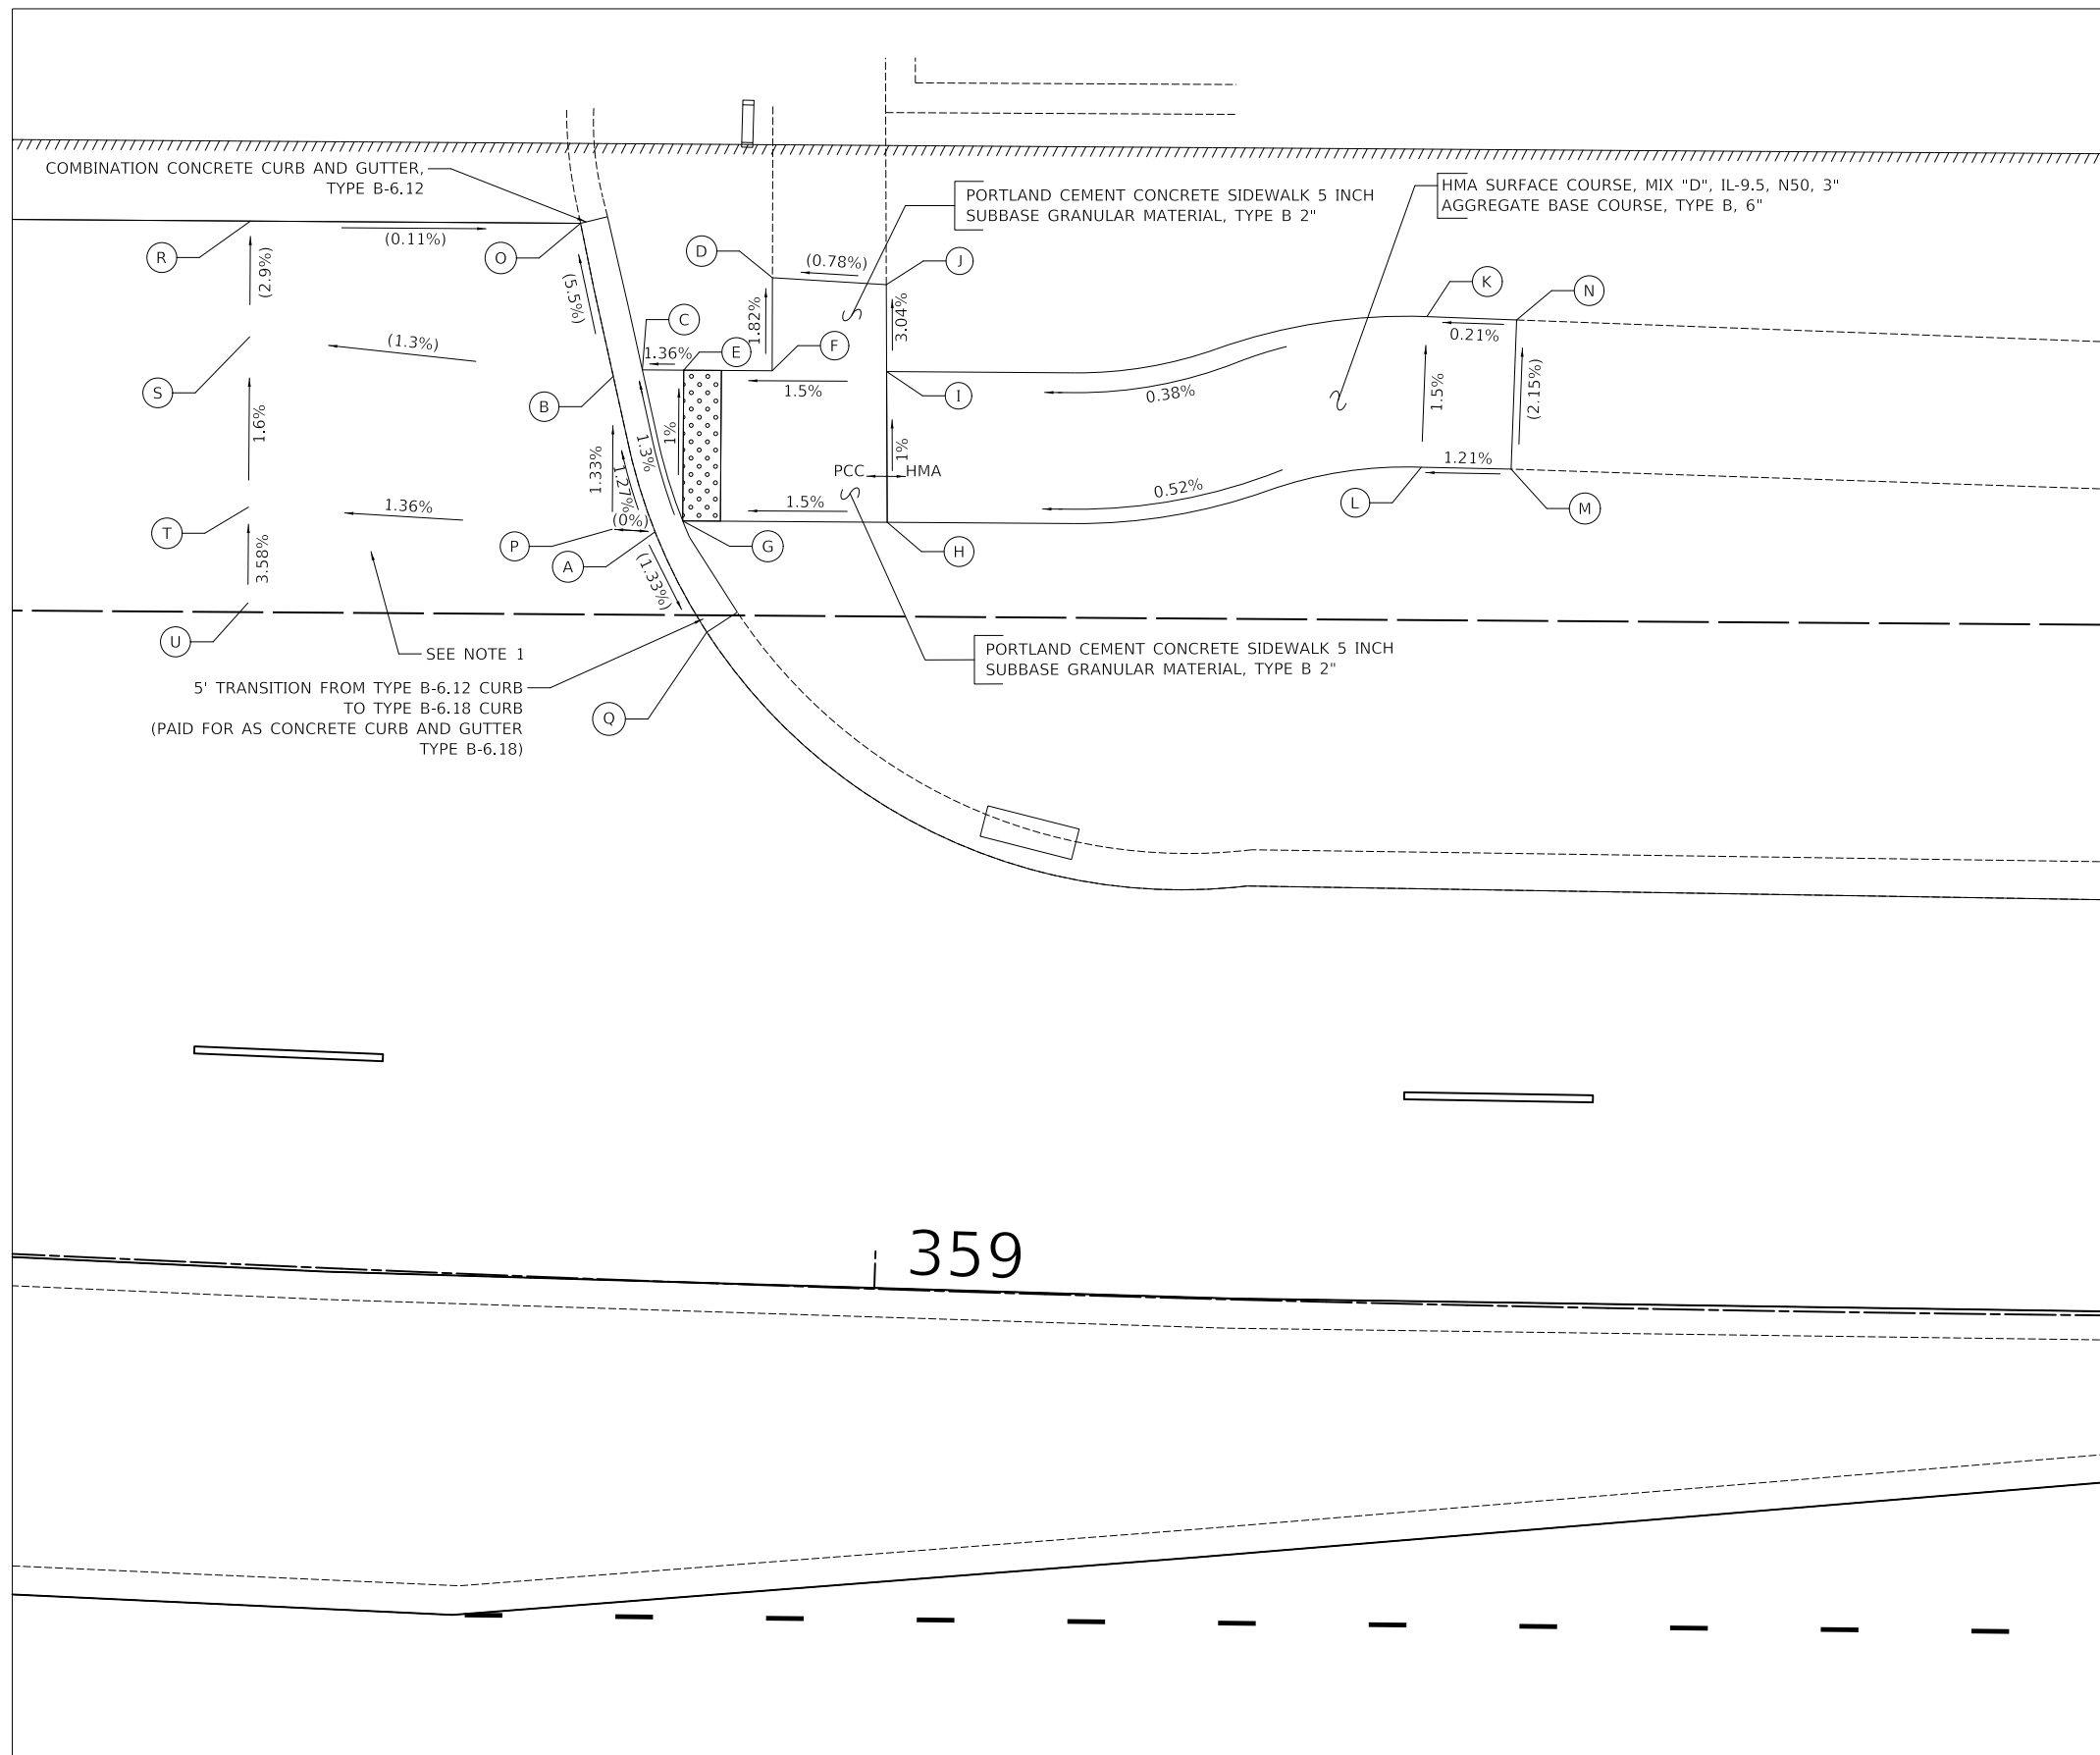 COMBINATION CONCRETE CURB AND GUTTER,
TYPE B-6.12
PORTLAND CEMENT CONCRETE SIDEWALK 5 INCH
SUBBASE GRANULAR MATERIAL, TYPE B 2"
HMA SURFACE COURSE, MIX "D", IL-9.5, N50, 3"
AGGREGATE BASE COURSE, TYPE B, 6"
R
(0.11%)
O
(2.9%)
(5.5%)
D
(0.78%)
J
K
N
C
1.82%
3.04%
F
0.21%
(1.3%)
1.36%
E
S
B
1.5%
I
0.38%
1.5%
(2.15%)
1.6%
1.33%
1.3%
1%
1%
PCC
HMA
1.21%
1.27%
1.36%
(0%)
1.5%
0.52%
L
M
T
P
A
G
H
3.58%
(1.33%)
U
SEE NOTE 1
PORTLAND CEMENT CONCRETE SIDEWALK 5 INCH
SUBBASE GRANULAR MATERIAL, TYPE B 2"
5' TRANSITION FROM TYPE B-6.12 CURB
TO TYPE B-6.18 CURB
(PAID FOR AS CONCRETE CURB AND GUTTER
TYPE B-6.18)
Q
359